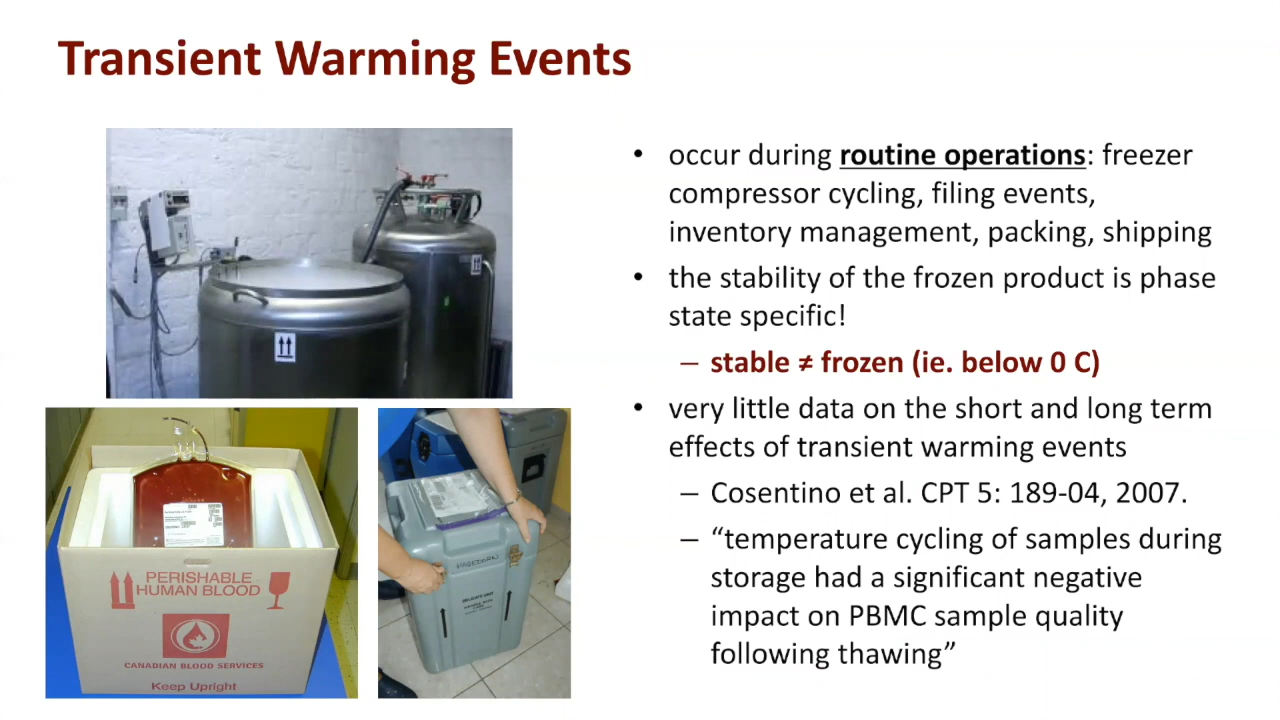 Transient Warming Events
• occur during routine operations: freezer
compressor cycling, filing events,
inventory management, packing, shipping
• the stability of the frozen product is phase
state specific!
– stable ≠ frozen (ie. below 0 C)
• very little data on the short and long term
effects of transient warming events
– Cosentino et al. CPT 5: 189-04, 2007.
– “temperature cycling of samples during
storage had a significant negative
impact on PBMC sample quality
following thawing”
PERISHABLE
HUMAN BLOOD
CANADIAN BLOOD SERVICES
Keep Upright